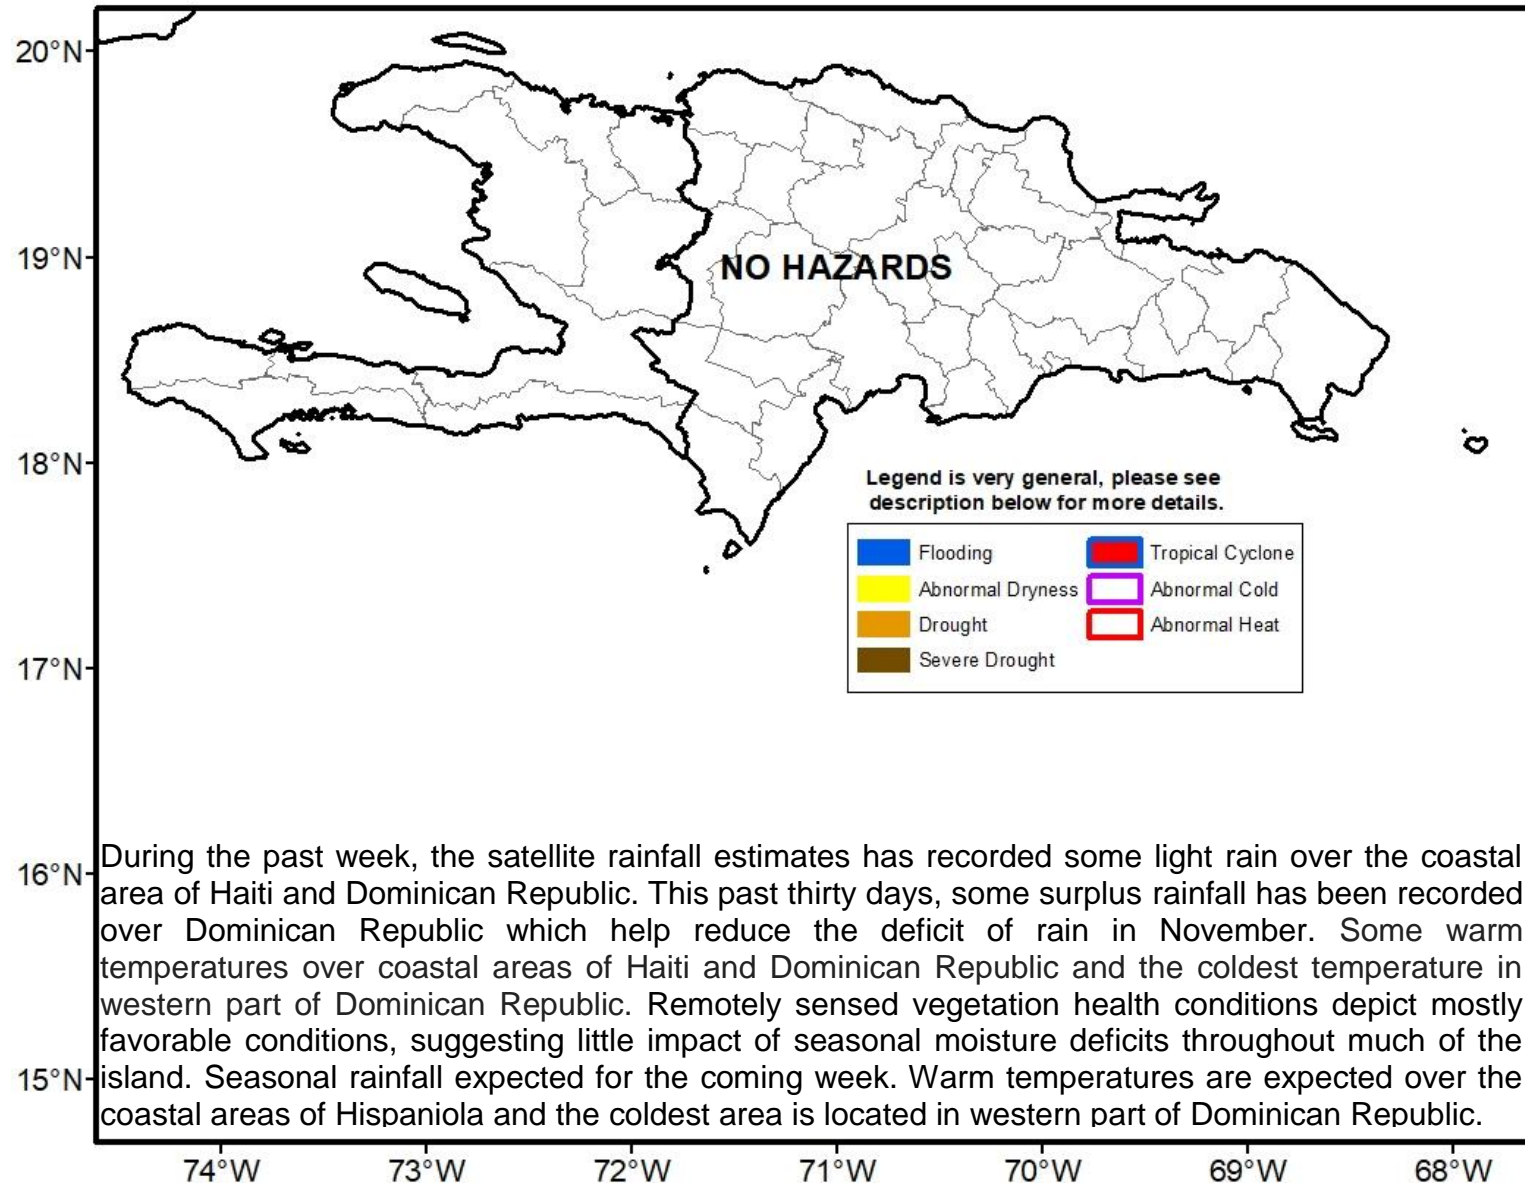 20°N
19°N
NO HAZARDS
18°N
Legend is very general, please see
description below for more details.
Flooding
Tropical Cyclone
Abnormal Dryness
Abnormal Cold
Drought
Abnormal Heat
Severe Drought
17°N
16°N
During the past week, the satellite rainfall estimates has recorded some light rain over the coastal
area of Haiti and Dominican Republic. This past thirty days, some surplus rainfall has been recorded
over Dominican Republic which help reduce the deficit of rain in November. Some warm
temperatures over coastal areas of Haiti and Dominican Republic and the coldest temperature in
western part of Dominican Republic. Remotely sensed vegetation health conditions depict mostly
favorable conditions, suggesting little impact of seasonal moisture deficits throughout much of the
island. Seasonal rainfall expected for the coming week. Warm temperatures are expected over the
coastal areas of Hispaniola and the coldest area is located in western part of Dominican Republic.
15°N
74°W 73°W 72°W 71°W 70°W 69°W 68°W